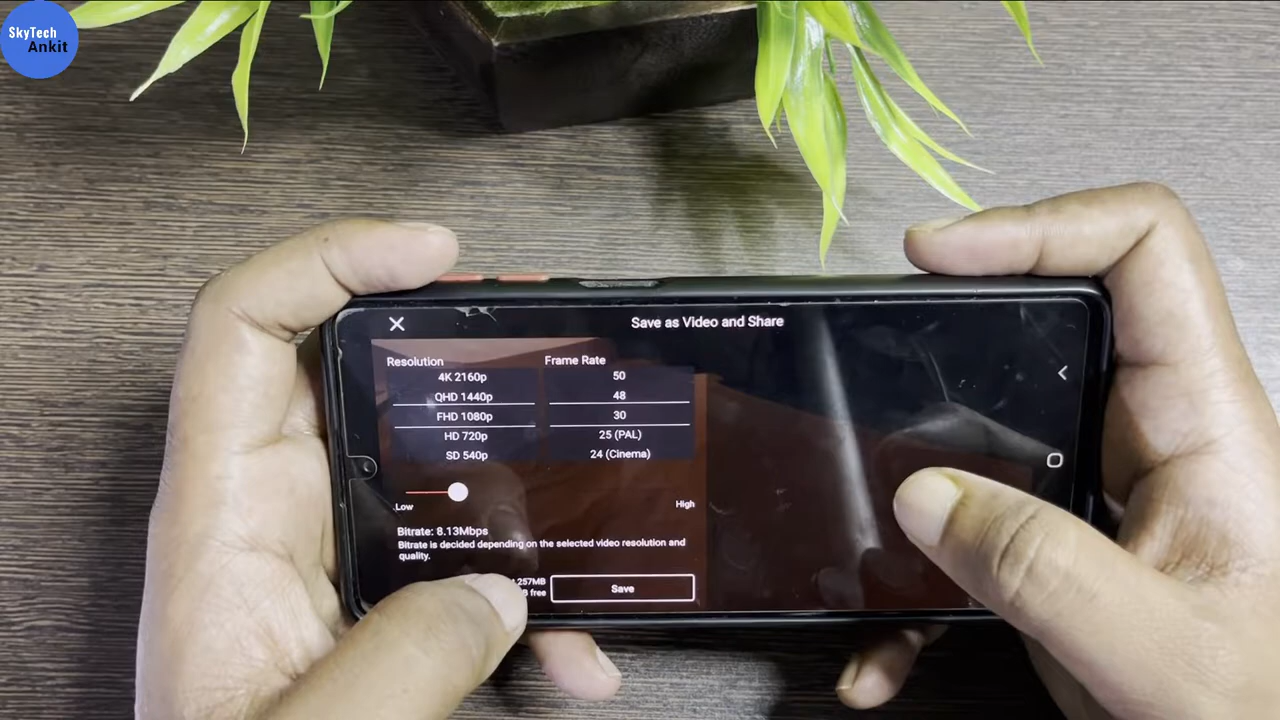 SkyTech
Ankit
Save as Video and Share
Resolution
Frame Rate
4K 2160p
50
QHD 1440p
48
FHD 1080p
30
HD 720p
25 (PAL)
SD 540p
24 (Cinema)
Low
High
Bitrate: 8.13Mbps
Bitrate is decided depending on the selected video resolution and
quality.
257MB
free
Save